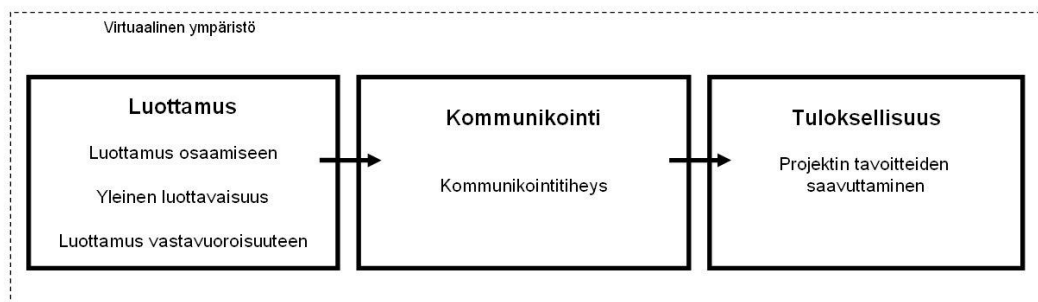 Virtuaalinen ympäristö
Luottamus
Luottamus osaamiseen
Yleinen luottavaisuus
Luottamus vastavuoroisuuteen
Kommunikointi
Kommunikointitiheys
Tuloksellisuus
Projektin tavoitteiden
saavuttaminen